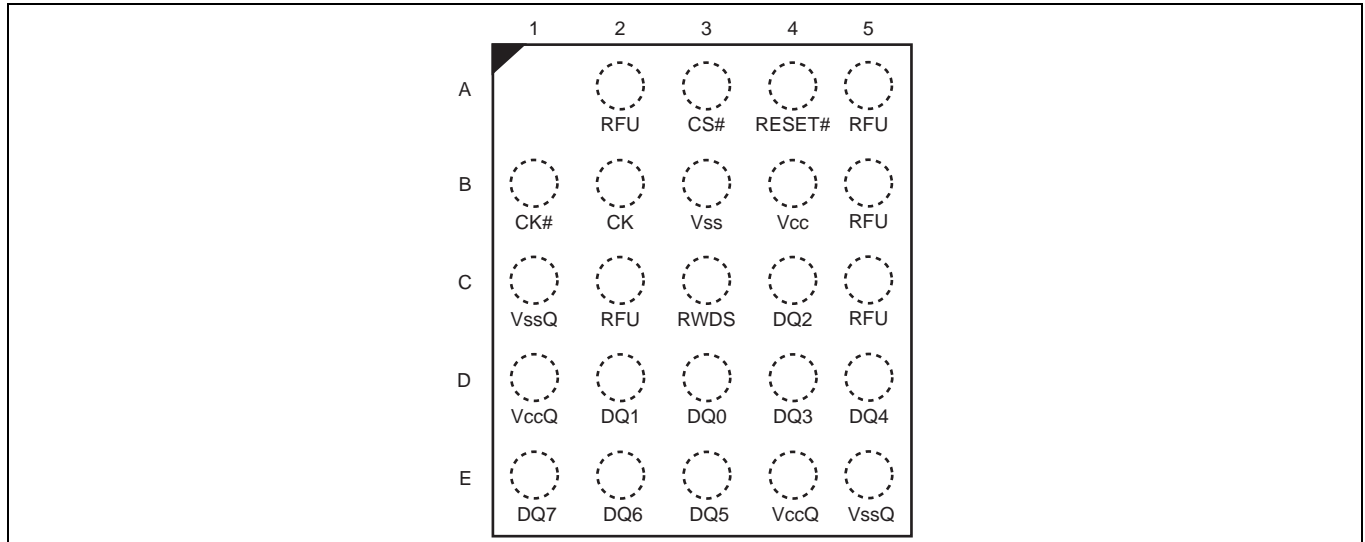 1 2 3 4 5
A
RFU CS# RESET# RFU
B
CK# CK Vss Vcc RFU
C
VssQ RFU RWDS DQ2 RFU
D
VccQ DQ1 DQ0 DQ3 DQ4
E
DQ7 DQ6 DQ5 VccQ VssQ